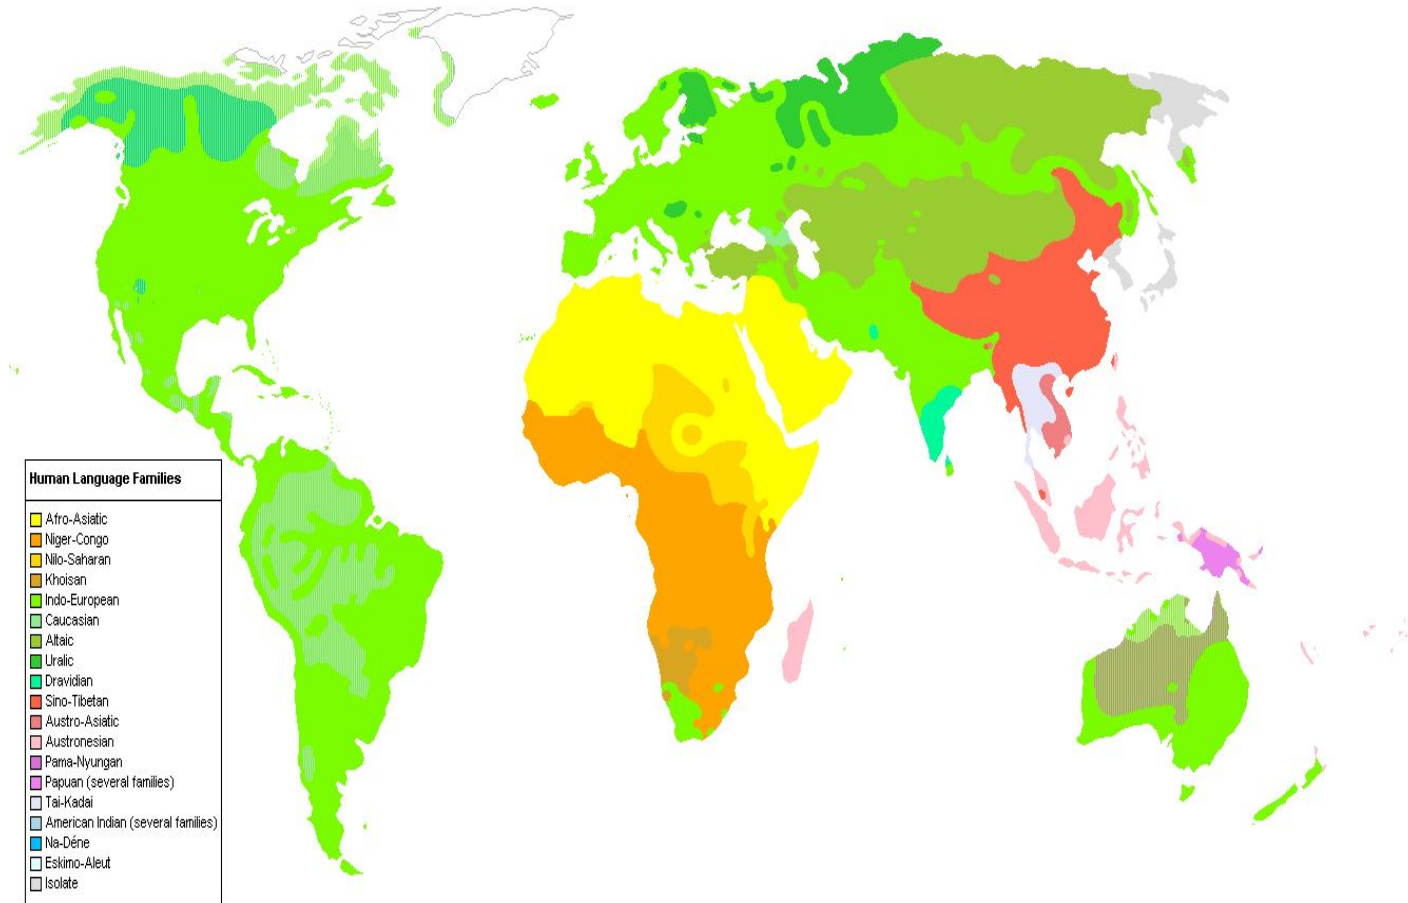 Human Language Families
Afro-Asiatic
Niger-Congo
Nilo-Saharan
Khoisan
Indo-European
Caucasian
Altaic
Uralic
Dravidian
Sino-Tibetan
Austro-Asiatic
Austronesian
Pama-Nyungan
Papuan (several families)
Tai-Kadai
American Indian (several families)
Na-Déne
Eskimo-Aleut
Isolate